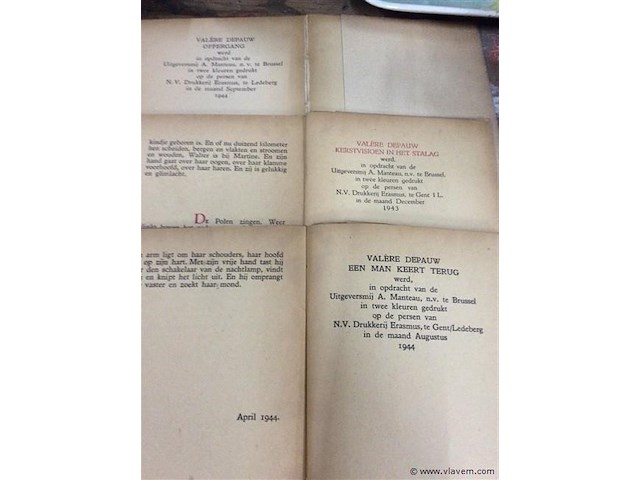 VALÈRE DEPAUW
OFFERGANG
werd
in opdracht van de
Uitgeversmij A. Manteau, n. v. te Brussel
in twee kleuren gedrukt
op de persen van
N. V. Drukkerij Erasmus, te Ledeberg
in de maand September
1944
kindje geboren is. En of nu duizend kilometer
hen scheiden, bergen en vlakten en stroomen
en wouden, Walter is bij Martine. En zijn
hand gaat over haar oogen, over haar klamme
voorhoofd, over haar haren. En zij is gelukkig
en glimlacht.
De Polen zingen. Weer
VALÈRE DEPAUW
KERSTVISIOEN IN HET STALAG
werd,
in opdracht van de
Uitgeversmij A. Manteau, n.v. te Brussel.
in twee kleuren gedrukt
op de persen van
N.V. Drukkerij Erasmus, te Gent 1 L.
in de maand December
1943
arm ligt om haar schouders, haar hoofd
op zijn hart. Met zijn vrije hand tast hij
den schakelaar van de nachtlamp, vindt
en knipt het licht uit. En hij omprangt
vaster en zoekt haar mond.
April 1944.
VALÈRE DEPAUW
EEN MAN KEERT TERUG
werd,
in opdracht van de
Uitgeversmij A. Manteau, n.v. te Brussel
in twee kleuren gedrukt
op de persen van
N.V. Drukkerij Erasmus, te Gent/Ledeberg
in de maand Augustus
1944
© www.vlavem.com